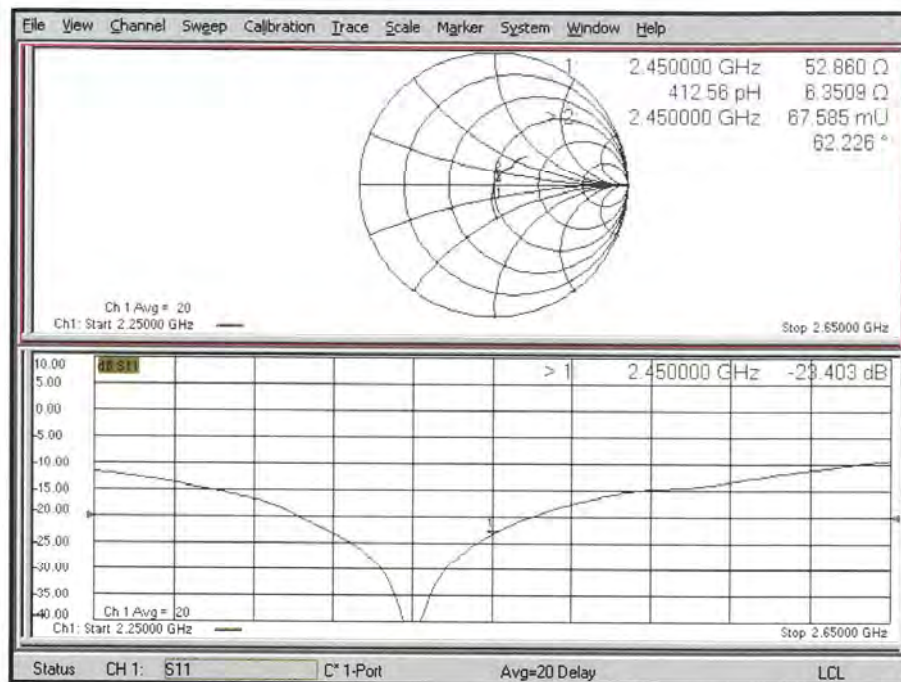 File View Channel Sweep Calibration Trace Scale Marker System Window Help
1: 2.450000 GHz 52.860 Ω
412.56 pH 6.3509 Ω
> 2: 2.450000 GHz 67.585 mU
62.226 °
Ch 1 Avg = 20
Ch1: Start 2.25000 GHz
Stop 2.65000 GHz
dB S11
> 1: 2.450000 GHz -23.403 dB
10.00
5.00
0.00
-5.00
-10.00
-15.00
-20.00
-25.00
-30.00
-35.00
-40.00
1
Ch 1 Avg = 20
Ch1: Start 2.25000 GHz
Stop 2.65000 GHz
Status CH 1: S11 C* 1-Port Avg=20 Delay LCL